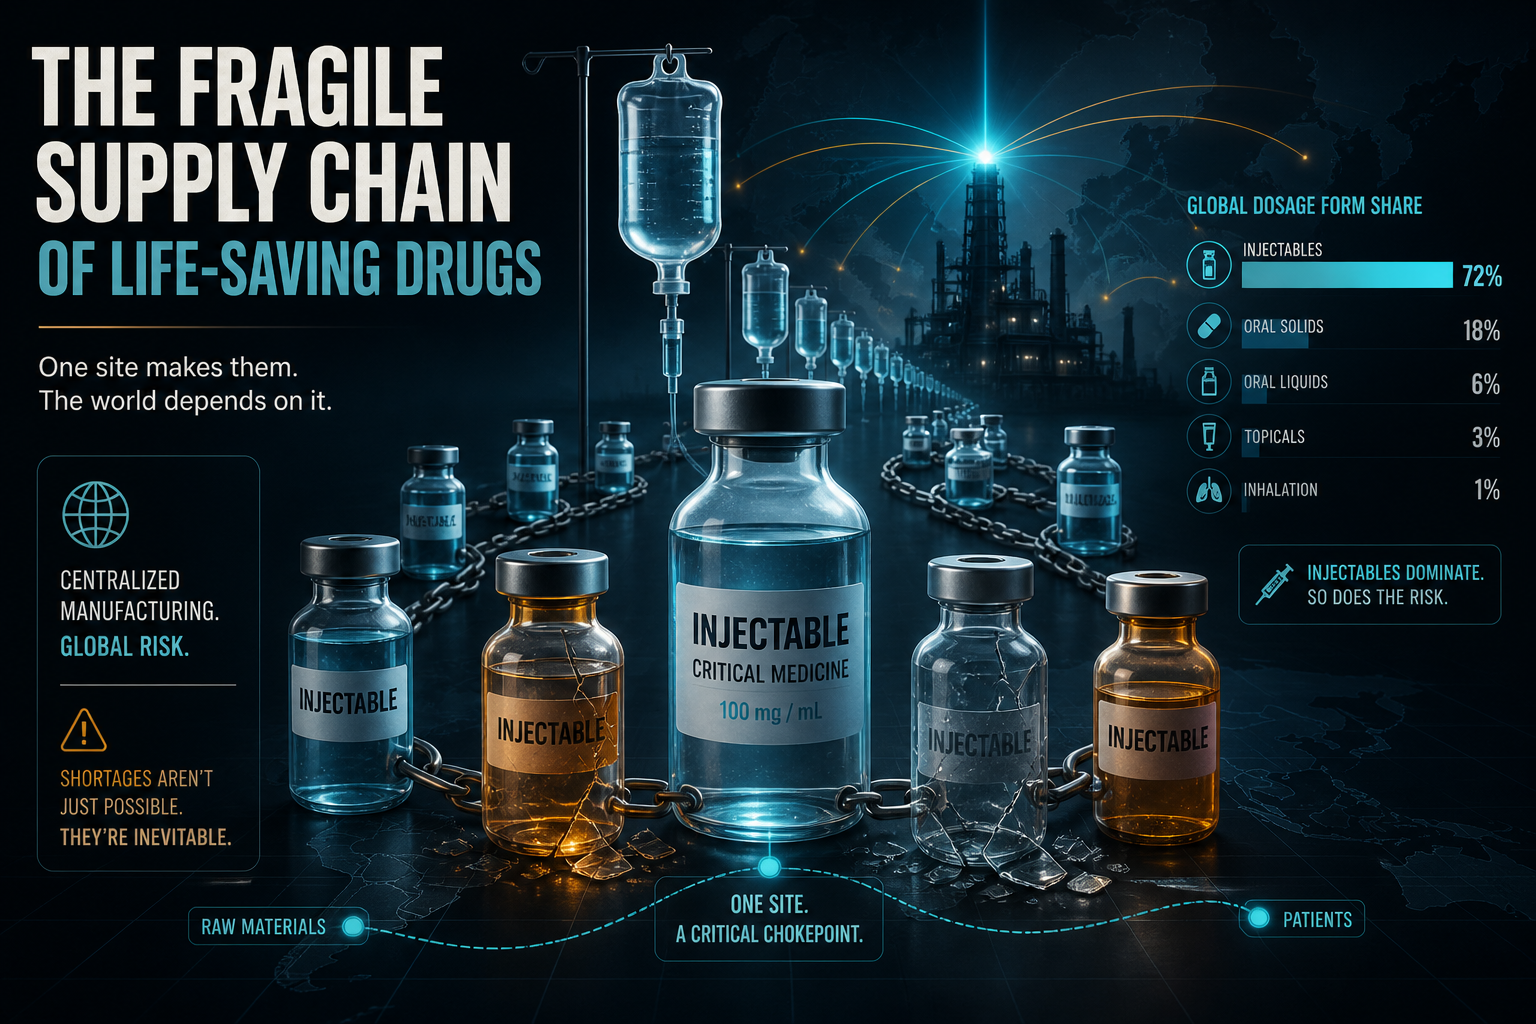 THE FRAGILE
SUPPLY CHAIN
OF LIFE-SAVING DRUGS
One site makes them.
The world depends on it.
CENTRALIZED
MANUFACTURING.
GLOBAL RISK.
SHORTAGES AREN'T
JUST POSSIBLE.
THEY'RE INEVITABLE.
GLOBAL DOSAGE FORM SHARE
INJECTABLES
72%
ORAL SOLIDS
18%
ORAL LIQUIDS
6%
TOPICALS
3%
INHALATION
1%
INJECTABLES DOMINATE.
SO DOES THE RISK.
INJECTABLE
INJECTABLE
INJECTABLE
CRITICAL MEDICINE
100 mg / mL
INJECTABLE
INJECTABLE
RAW MATERIALS
ONE SITE.
A CRITICAL CHOKEPOINT.
PATIENTS